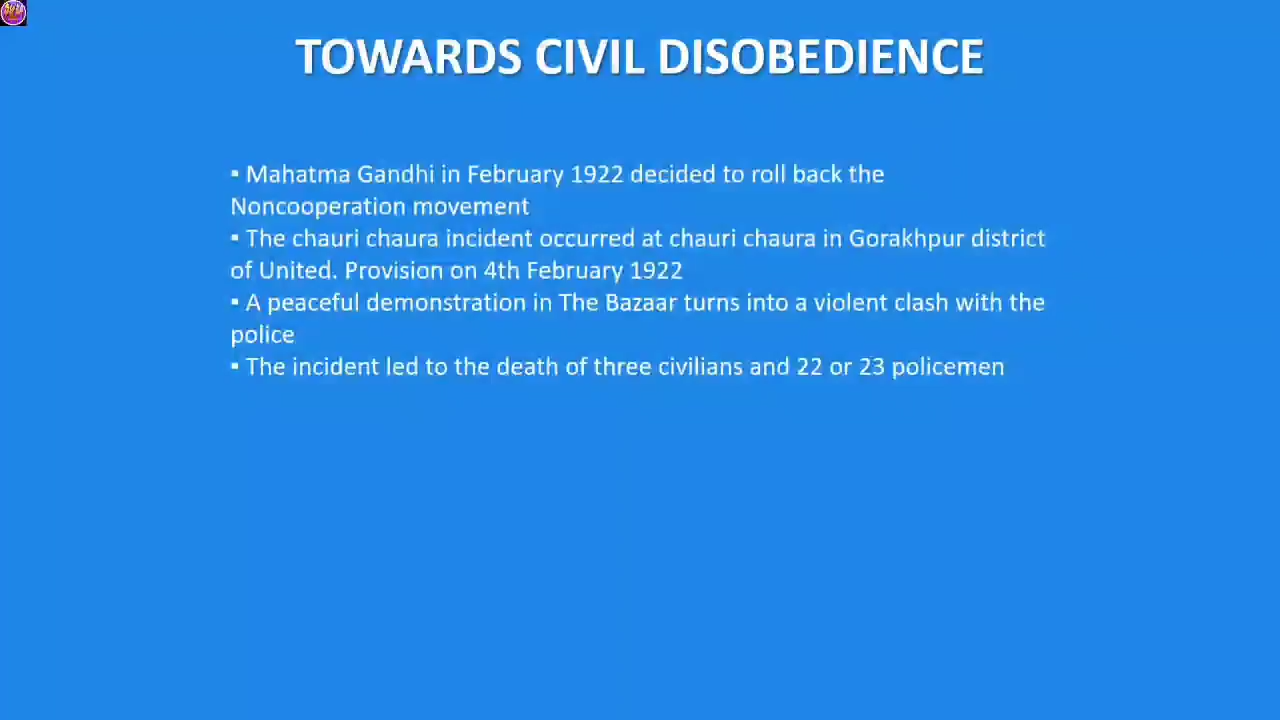 TOWARDS CIVIL DISOBEDIENCE
▪ Mahatma Gandhi in February 1922 decided to roll back the
Noncooperation movement
▪ The chauri chaura incident occurred at chauri chaura in Gorakhpur district
of United. Provision on 4th February 1922
▪ A peaceful demonstration in The Bazaar turns into a violent clash with the
police
▪ The incident led to the death of three civilians and 22 or 23 policemen